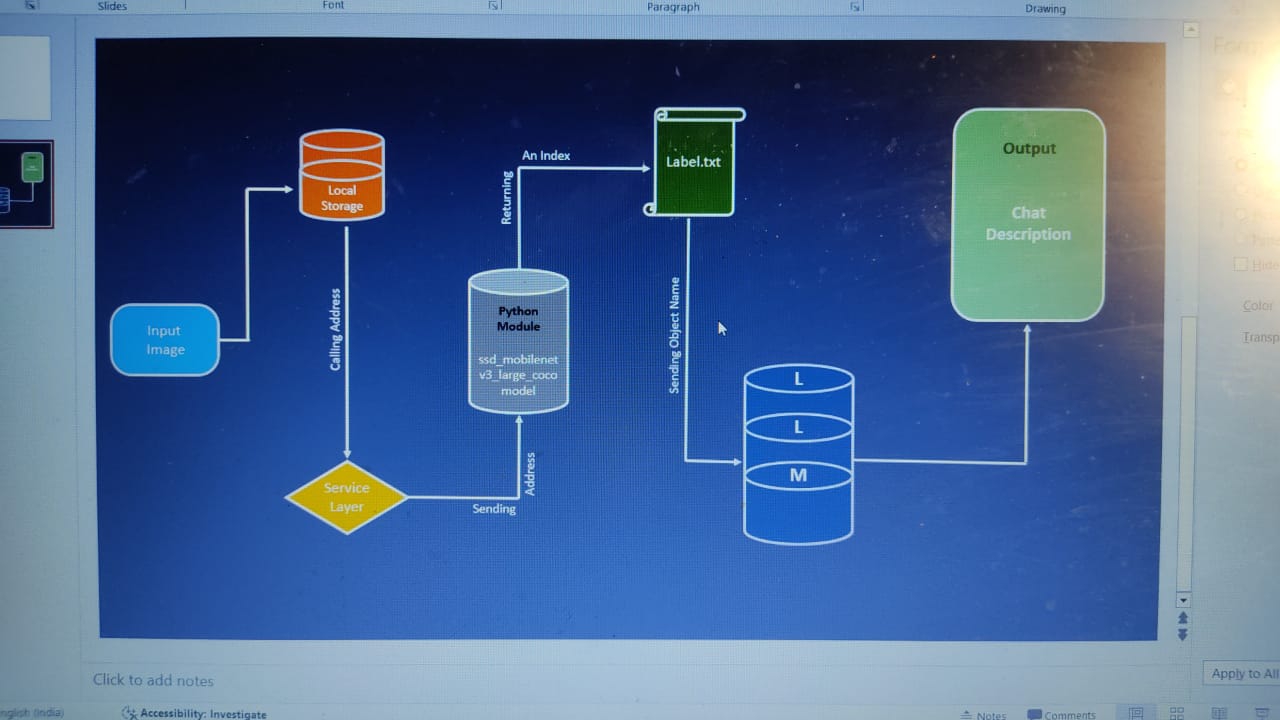 Slides
Font
Paragraph
Drawing
Input
Image
Local
Storage
Calling Address
Service
Layer
Sending
Address
Python
Module
ssd_mobilenet
v3_large_coco
model
Returning
An Index
Label.txt
Sending Object Name
L
L
M
Output
Chat
Description
Hide
Color
Transp
Apply to All
Click to add notes
nglish (India)
Accessibility: Investigate
Notes
Comments